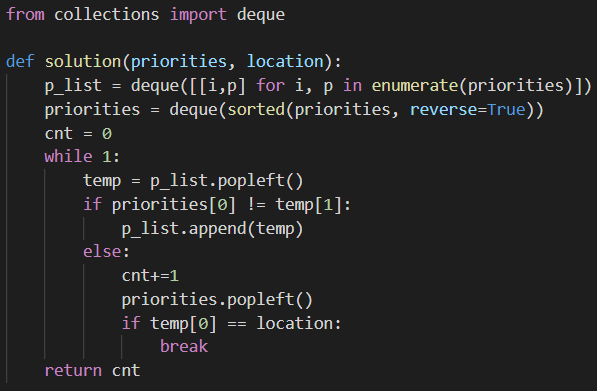 from collections import deque

def solution(priorities, location):
    p_list = deque([[i,p] for i, p in enumerate(priorities)])
    priorities = deque(sorted(priorities, reverse=True))
    cnt = 0
    while 1:
        temp = p_list.popleft()
        if priorities[0] != temp[1]:
            p_list.append(temp)
        else:
            cnt+=1
            priorities.popleft()
            if temp[0] == location:
                break
    return cnt